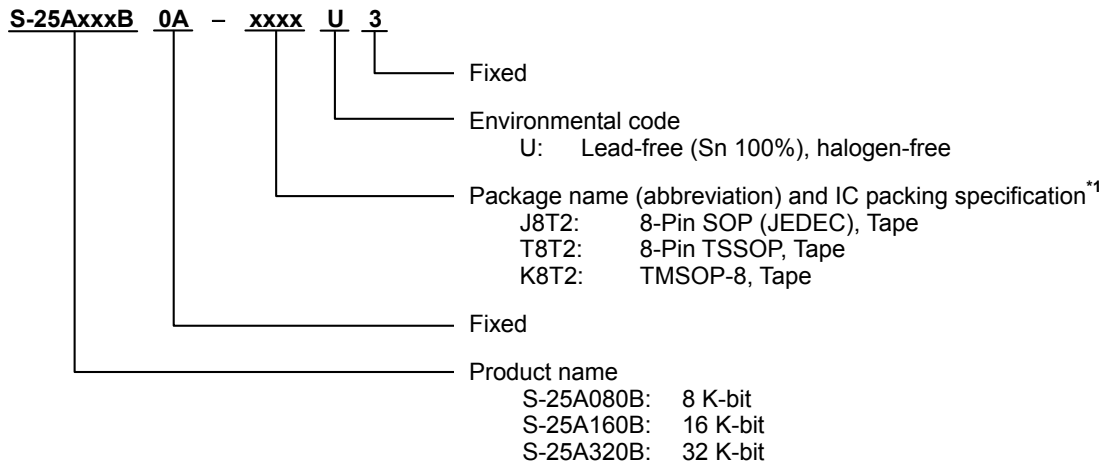 S-25AxxxB 0A – xxxx U 3
Fixed
Environmental code
U: Lead-free (Sn 100%), halogen-free
Package name (abbreviation) and IC packing specification*1
J8T2: 8-Pin SOP (JEDEC), Tape
T8T2: 8-Pin TSSOP, Tape
K8T2: TMSOP-8, Tape
Fixed
Product name
S-25A080B: 8 K-bit
S-25A160B: 16 K-bit
S-25A320B: 32 K-bit